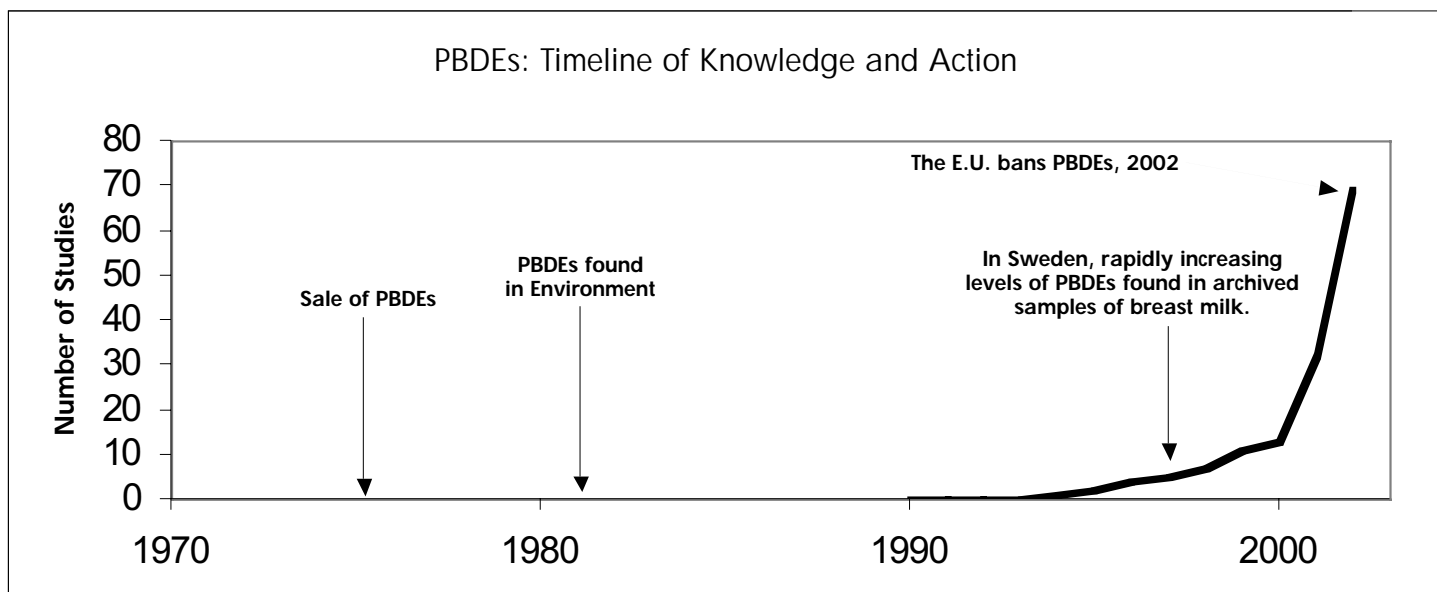 PBDEs: Timeline of Knowledge and Action
80
70
60
50
40
30
20
10
0
Number of Studies
The E.U. bans PBDEs, 2002
PBDEs found
in Environment
Sale of PBDEs
In Sweden, rapidly increasing
levels of PBDEs found in archived
samples of breast milk.
1970
1980
1990
2000